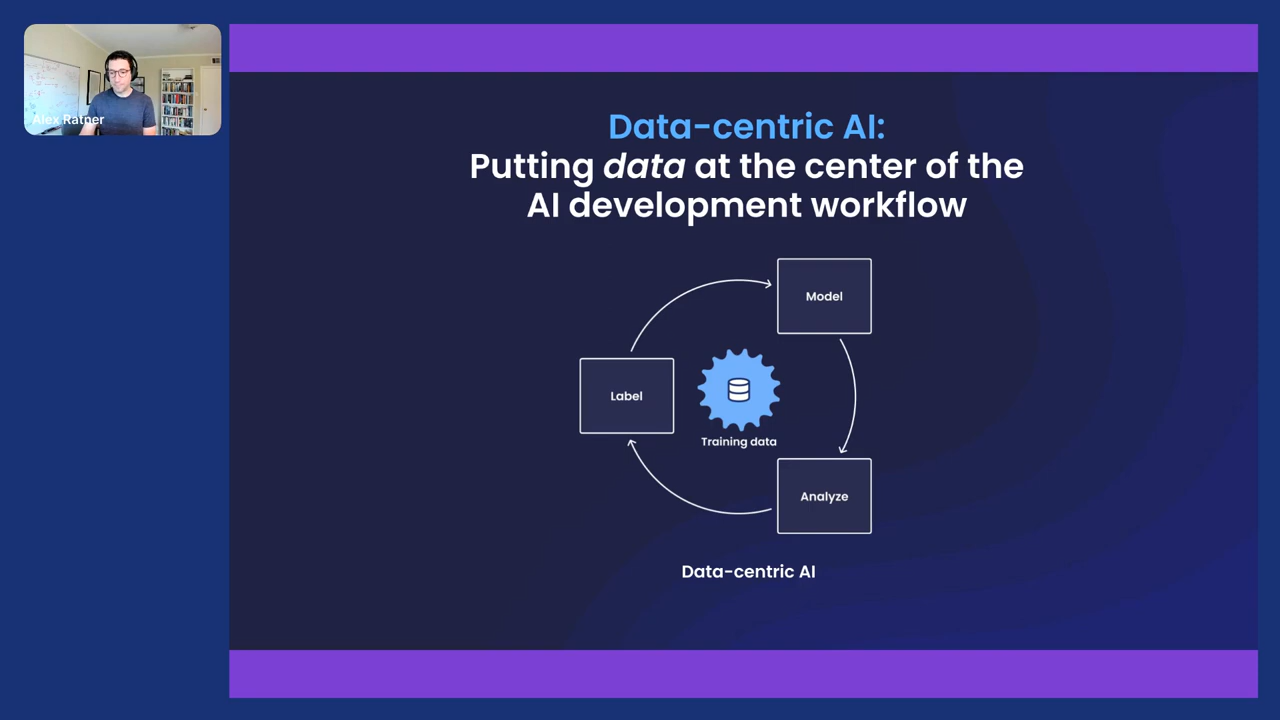 Alex Ratner
Data-centric AI:
Putting data at the center of the
AI development workflow
Model
Label
Training data
Analyze
Data-centric AI